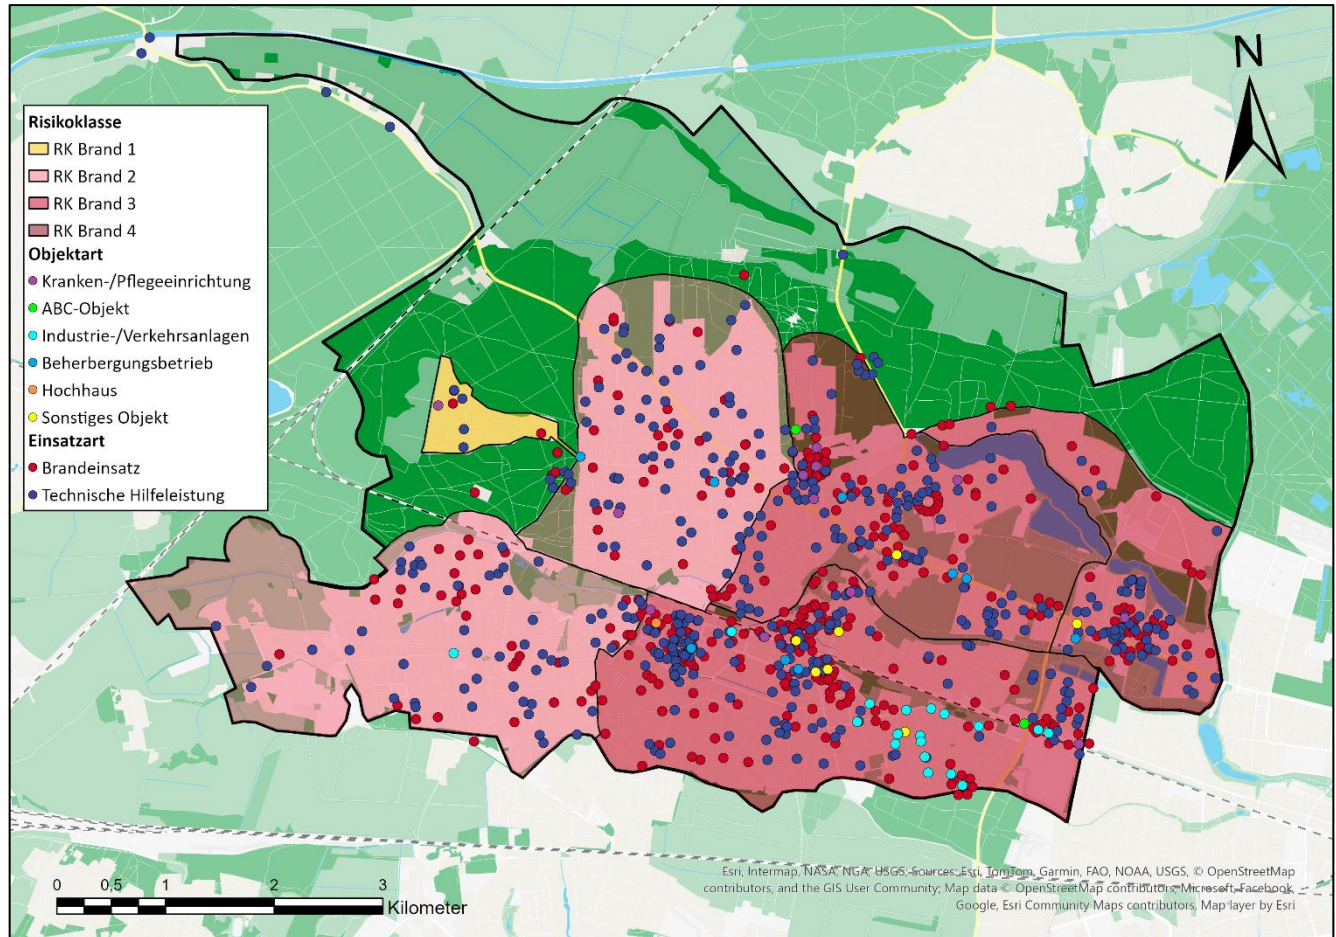 N
Risikoklasse
RK Brand 1
RK Brand 2
RK Brand 3
RK Brand 4
Objektart
Kranken-/Pflegeeinrichtung
ABC-Objekt
Industrie-/Verkehrsanlagen
Beherbergungsbetrieb
Hochhaus
Sonstiges Objekt
Einsatzart
Brandeinsatz
Technische Hilfeleistung
0 0,5 1 2 3
Kilometer
Esri, Intermap, NASA, NGA, USGS; Sources: Esri, TomTom, Garmin, FAO, NOAA, USGS, © OpenStreetMap
contributors, and the GIS User Community; Map data © OpenStreetMap contributors, Microsoft, Facebook,
Google, Esri Community Maps contributors, Map layer by Esri